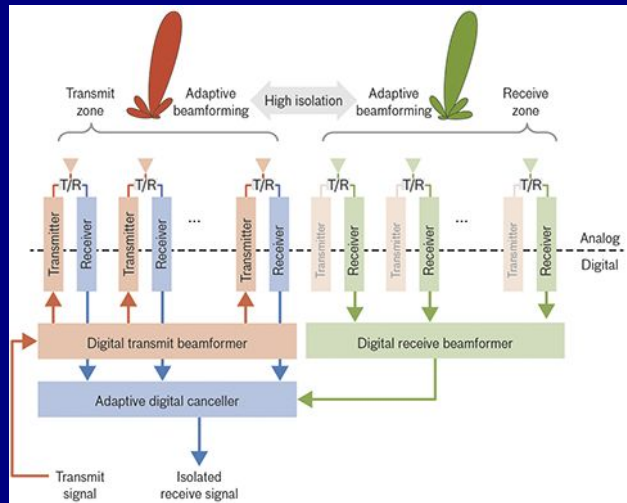 Transmit
zone
Adaptive
beamforming
High isolation
Adaptive
beamforming
Receive
zone
T/R
T/R
...
T/R
T/R
T/R
...
T/R
Transmitter
Receiver
Transmitter
Receiver
Transmitter
Receiver
Transmitter
Receiver
Transmitter
Receiver
Transmitter
Receiver
Analog
Digital
Digital transmit beamformer
Digital receive beamformer
Adaptive digital canceller
Transmit
signal
Isolated
receive signal